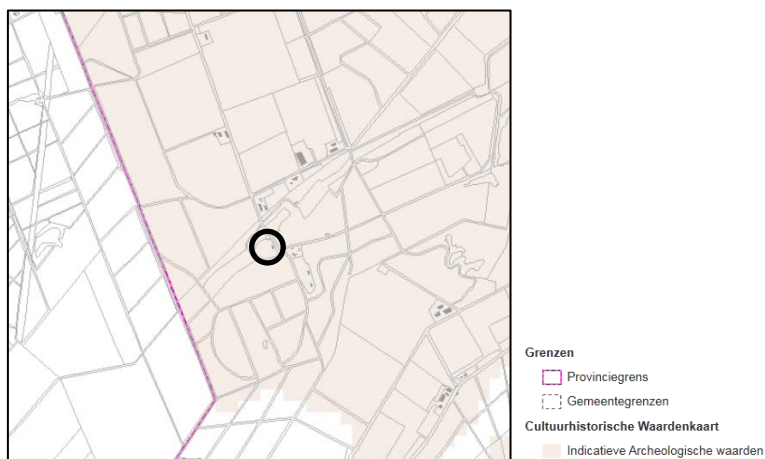 Grenzen
Provinciegrens
Gemeentegrenzen
Cultuurhistorische Waardenkaart
Indicatieve Archeologische waarden